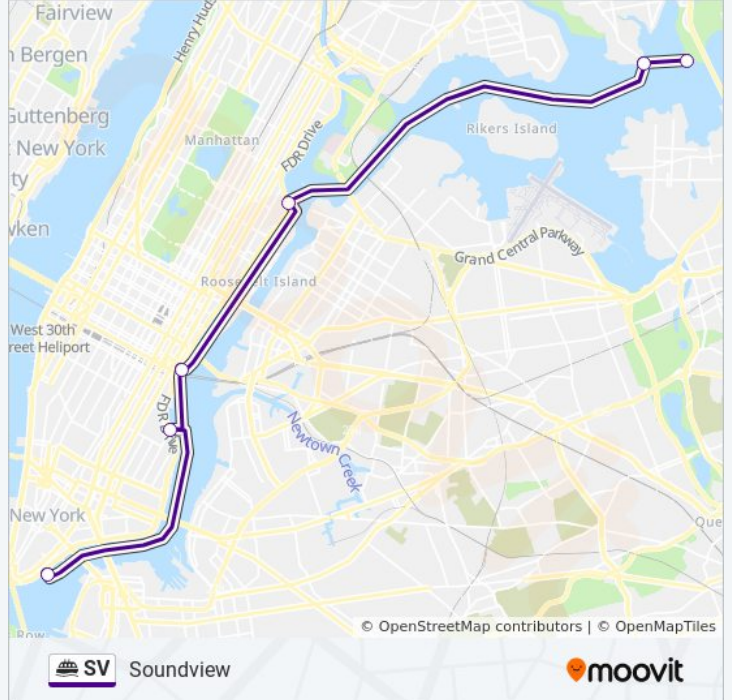 Fairview
Henry Hud
n Bergen
Guttenberg
Manhattan
FDR Drive
Rikers Island
: New York
ty
wken
Grand Central Parkway
Roosevelt Island
West 30th
reet Heliport
FDR Drive
Newtown Creek
New York
Que
Row
© OpenStreetMap contributors | © OpenMapTiles
SV Soundview
moovit